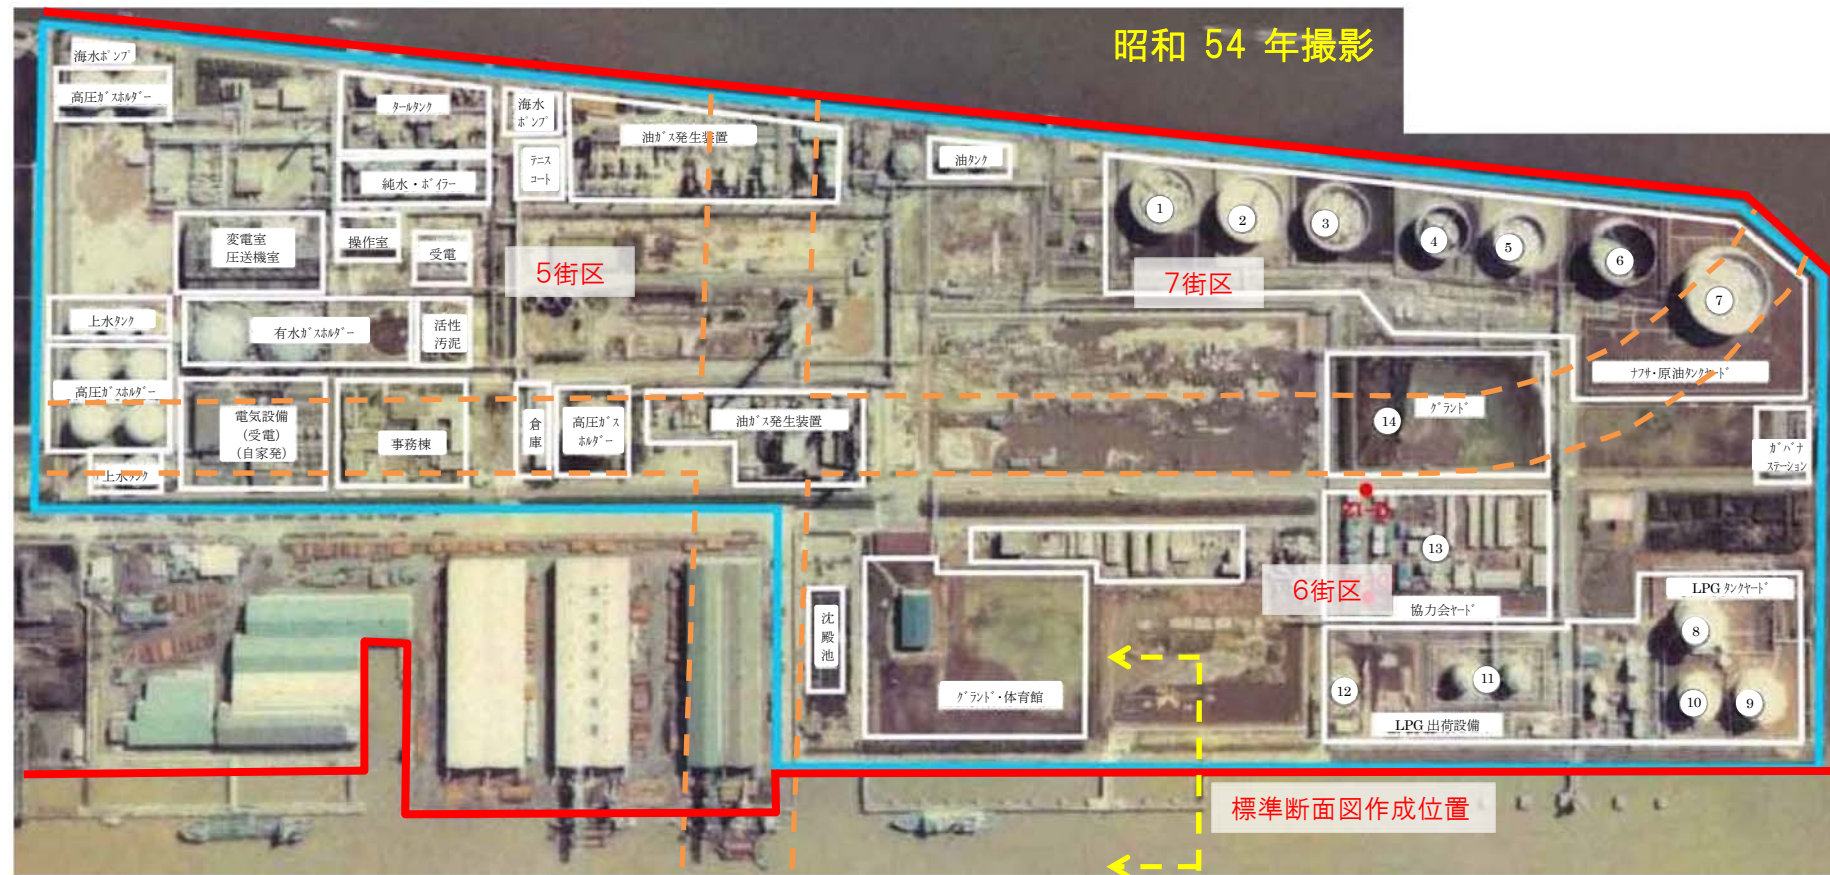 昭和 54 年撮影
海水ﾎﾟﾝﾌﾟ
高圧ｶﾞｽﾎﾙﾀﾞｰ
ﾀｰﾙﾀﾝｸ
海水
ﾎﾟﾝﾌﾟ
油ｶﾞｽ発生装置
油ﾀﾝｸ
ﾃﾆｽ
ｺｰﾄ
純水・ﾎﾞｲﾗｰ
変電室
圧送機室
操作室
受電
5街区
7街区
1
2
3
4
5
6
7
上水ﾀﾝｸ
有水ｶﾞｽﾎﾙﾀﾞｰ
活性
汚泥
高圧ｶﾞｽﾎﾙﾀﾞｰ
電気設備
(受電)
(自家発)
事務棟
倉
庫
高圧ｶﾞｽ
ﾎﾙﾀﾞｰ
油ｶﾞｽ発生装置
ｸﾞﾗﾝﾄﾞ
14
ﾅﾌｻ・原油ﾀﾝｸﾔｰﾄﾞ
ｶﾞﾊﾞﾅ
ｽﾃｰｼｮﾝ
上水ﾀﾝｸ
13
6街区
協力会ﾔｰﾄﾞ
LPG ﾀﾝｸﾔｰﾄﾞ
8
沈
殿
池
ｸﾞﾗﾝﾄﾞ・体育館
12
11
10
9
LPG 出荷設備
標準断面図作成位置